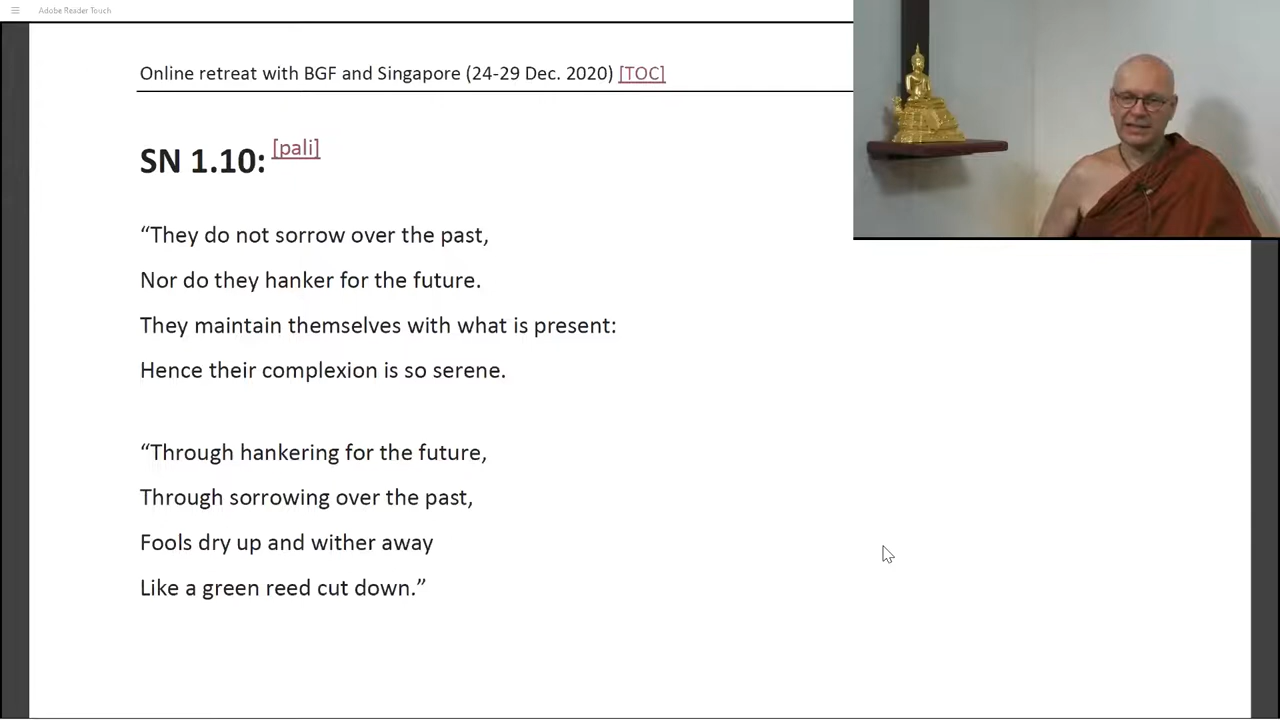 Adobe Reader Touch
Online retreat with BGF and Singapore (24-29 Dec. 2020) [TOC]
SN 1.10: [pali]
“They do not sorrow over the past,
Nor do they hanker for the future.
They maintain themselves with what is present:
Hence their complexion is so serene.
“Through hankering for the future,
Through sorrowing over the past,
Fools dry up and wither away
Like a green reed cut down.”